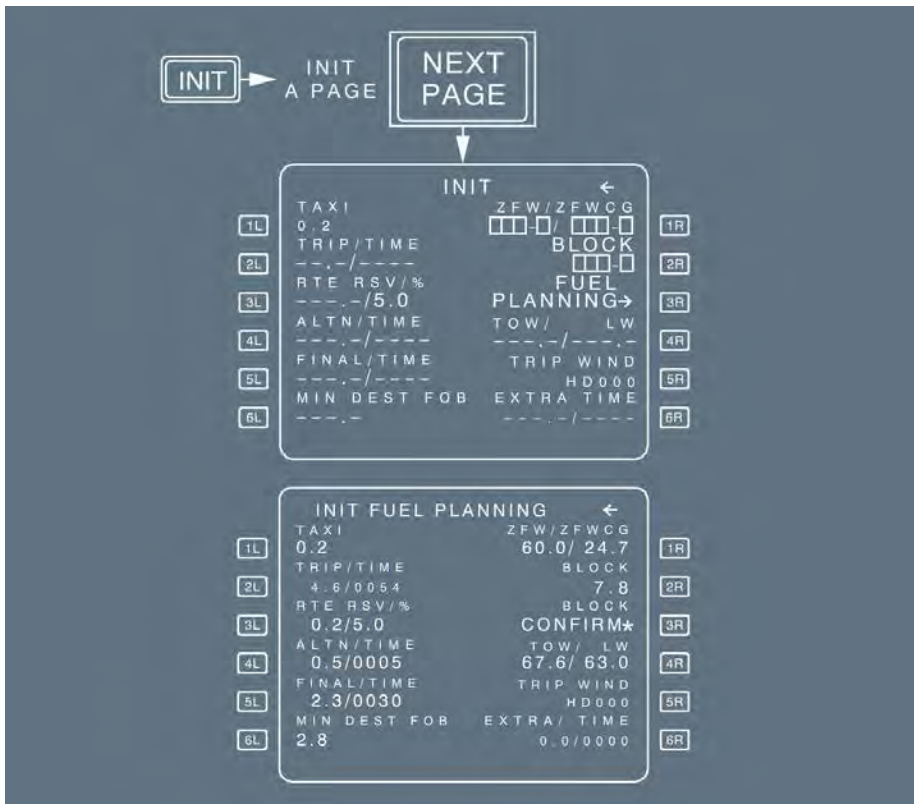 INIT
INIT
A PAGE
NEXT
PAGE
INIT ←
TAXI ZFW/ZFWCG
1L 0.2 □□□-□/ □□□-□ 1R
TRIP/TIME BLOCK
2L --.-/---- □□□-□ 2R
RTE RSV/% FUEL
3L ---.-/5.0 PLANNING→ 3R
ALTN/TIME TOW/ LW
4L ---.-/---- ---.-/---.- 4R
FINAL/TIME TRIP WIND
5L ---.-/---- HD000 5R
MIN DEST FOB EXTRA TIME
6L ---.- ---.-/---- 6R
INIT FUEL PLANNING ←
TAXI ZFW/ZFWCG
1L 0.2 60.0/ 24.7 1R
TRIP/TIME BLOCK
2L 4.6/0054 7.8 2R
RTE RSV/% BLOCK
3L 0.2/5.0 CONFIRM* 3R
ALTN/TIME TOW/ LW
4L 0.5/0005 67.6/ 63.0 4R
FINAL/TIME TRIP WIND
5L 2.3/0030 HD000 5R
MIN DEST FOB EXTRA/ TIME
6L 2.8 0.0/0000 6R